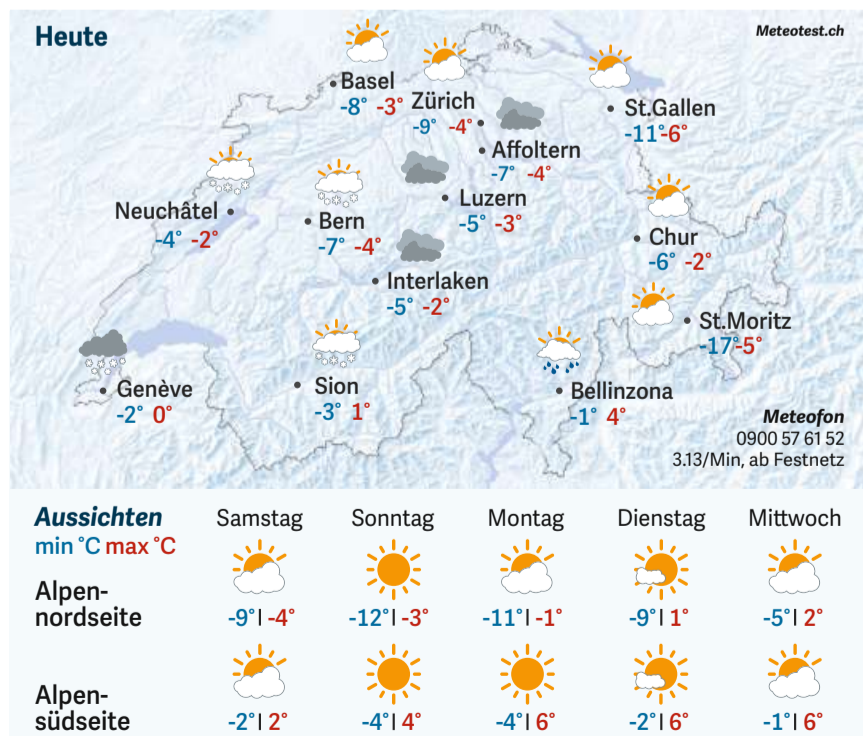 Heute
Meteotest.ch
Basel
-8° -3°
Zürich
-9° -4°
St.Gallen
-11° -6°
Affoltern
-7° -4°
Luzern
-5° -3°
Neuchâtel
-4° -2°
Bern
-7° -4°
Chur
-6° -2°
Interlaken
-5° -2°
St.Moritz
-17° -5°
Genève
-2° 0°
Sion
-3° 1°
Bellinzona
-1° 4°
Meteofon
0900 57 61 52
3.13/Min, ab Festnetz
Aussichten Samstag Sonntag Montag Dienstag Mittwoch
min °C max °C
Alpen-
nordseite -9° | -4° -12° | -3° -11° | -1° -9° | 1° -5° | 2°
Alpen-
südseite -2° | 2° -4° | 4° -4° | 6° -2° | 6° -1° | 6°